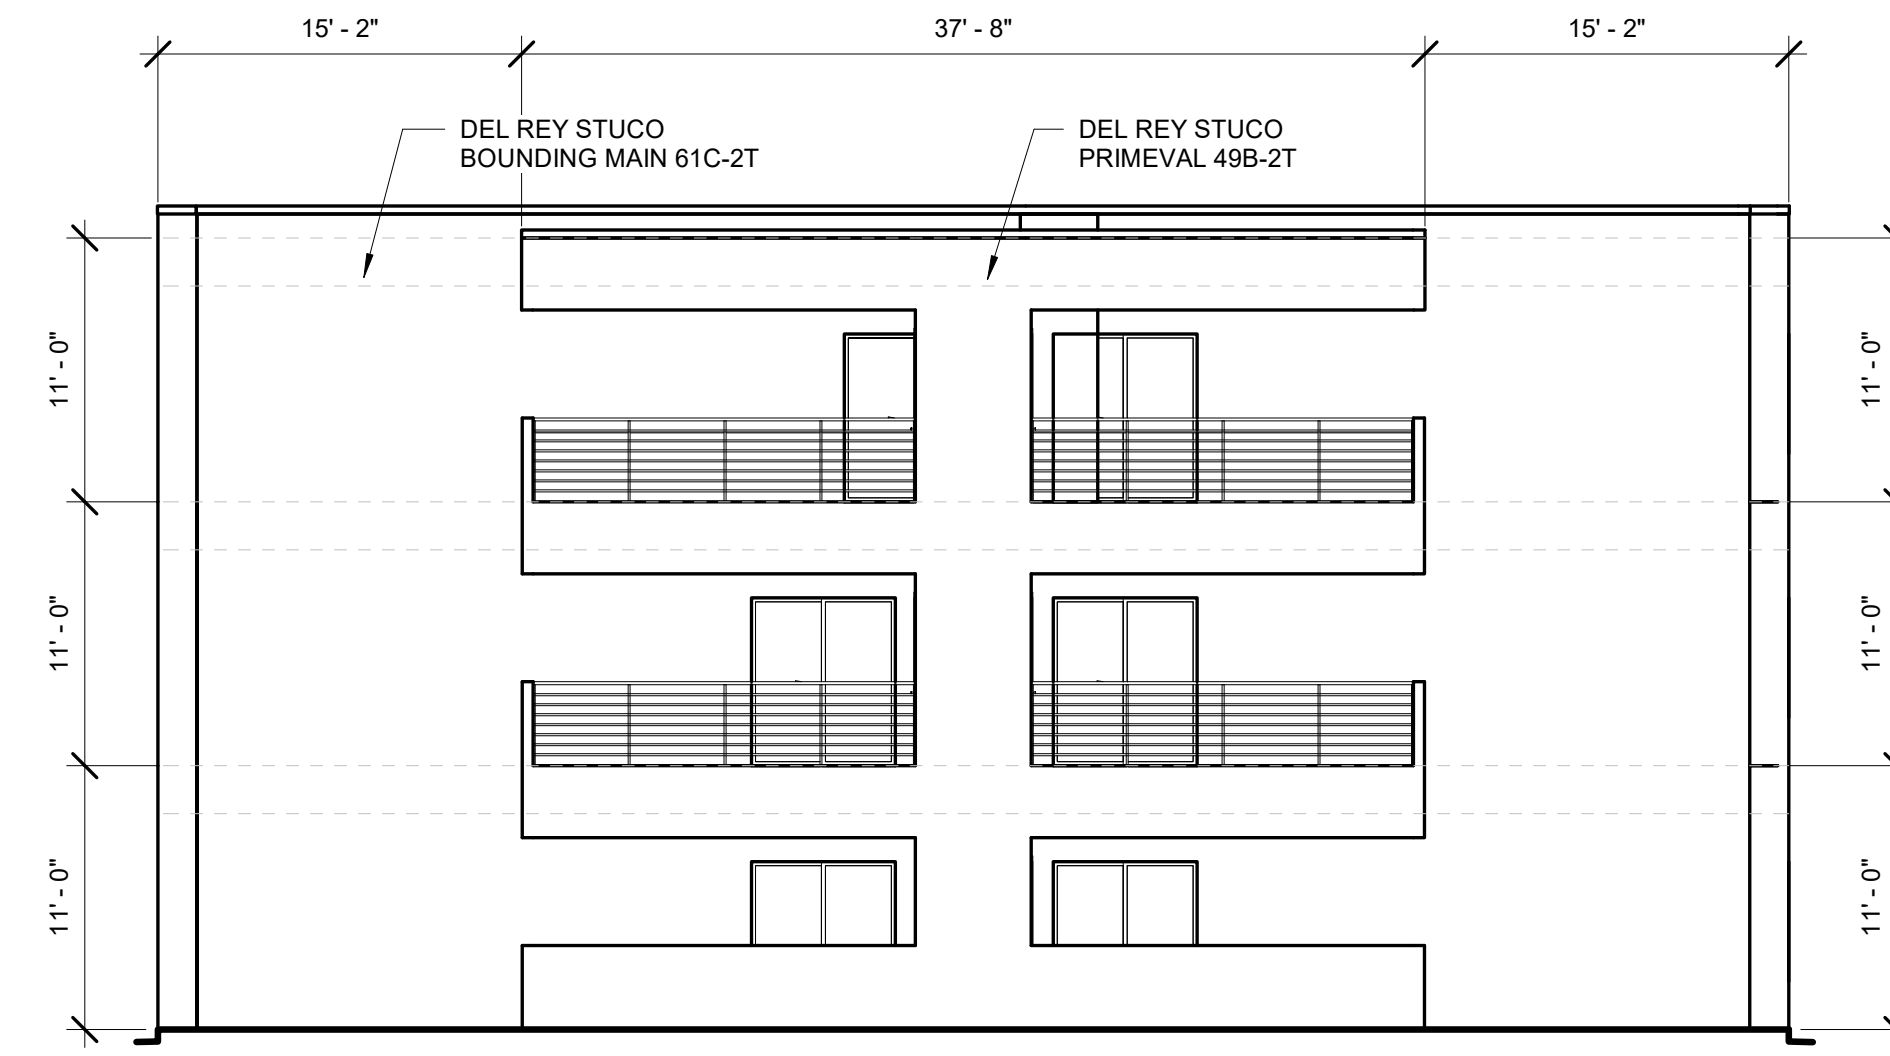 15' - 2"
37' - 8"
15' - 2"
DEL REY STUCO
BOUNDING MAIN 61C-2T
DEL REY STUCO
PRIMEVAL 49B-2T
11' - 0"
11' - 0"
11' - 0"
11' - 0"
11' - 0"
11' - 0"